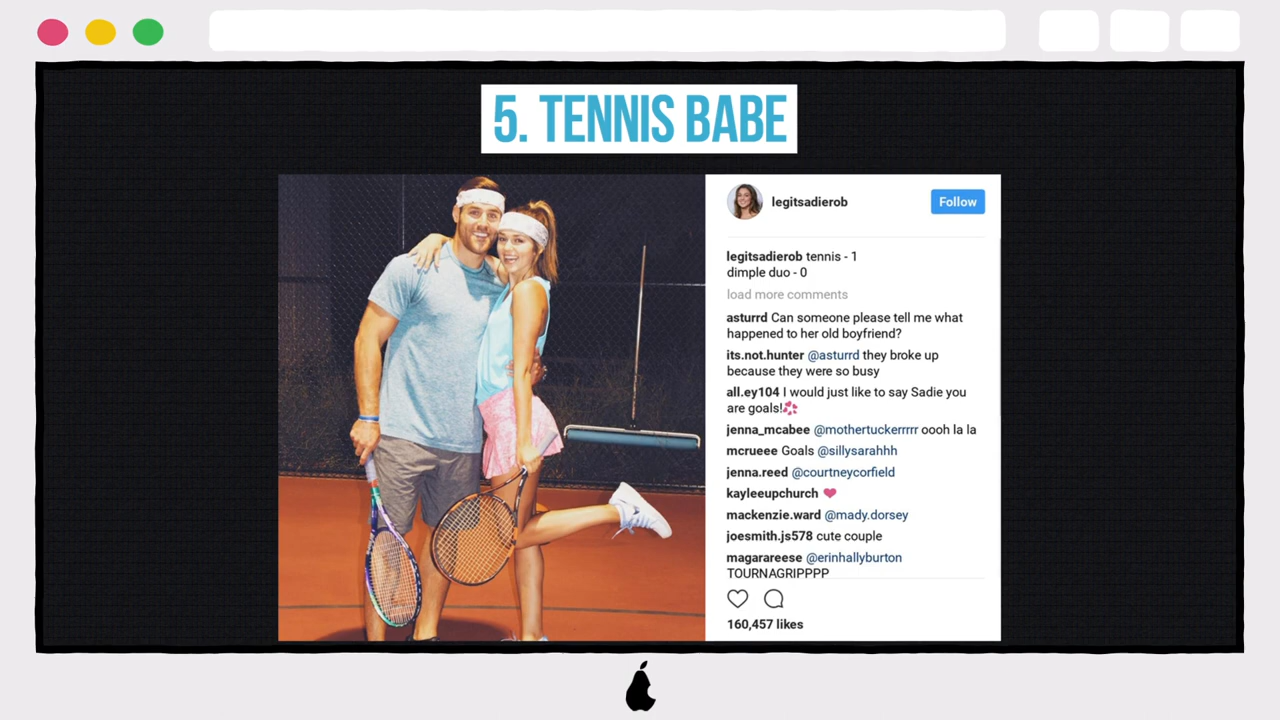 5. TENNIS BABE
legitsadierob
Follow
legitsadierob tennis - 1
dimple duo - 0
load more comments
asturrd Can someone please tell me what
happened to her old boyfriend?
its.not.hunter @asturrd they broke up
because they were so busy
all.ey104 I would just like to say Sadie you
are goals!💞
jenna_mcabee @mothertuckerrrrr oooh la la
mcrueee Goals @sillysarahhh
jenna.reed @courtneycorfield
kayleeupchurch ❤
mackenzie.ward @mady.dorsey
joesmith.js578 cute couple
magarareese @erinhallyburton
TOURNAGRIPPPP
160,457 likes